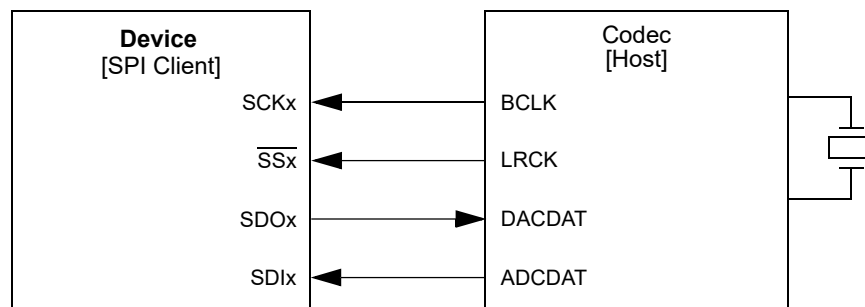 Device
[SPI Client]
Codec
[Host]
SCKx
BCLK
SSx
LRCK
SDOx
DACDAT
SDIx
ADCDAT